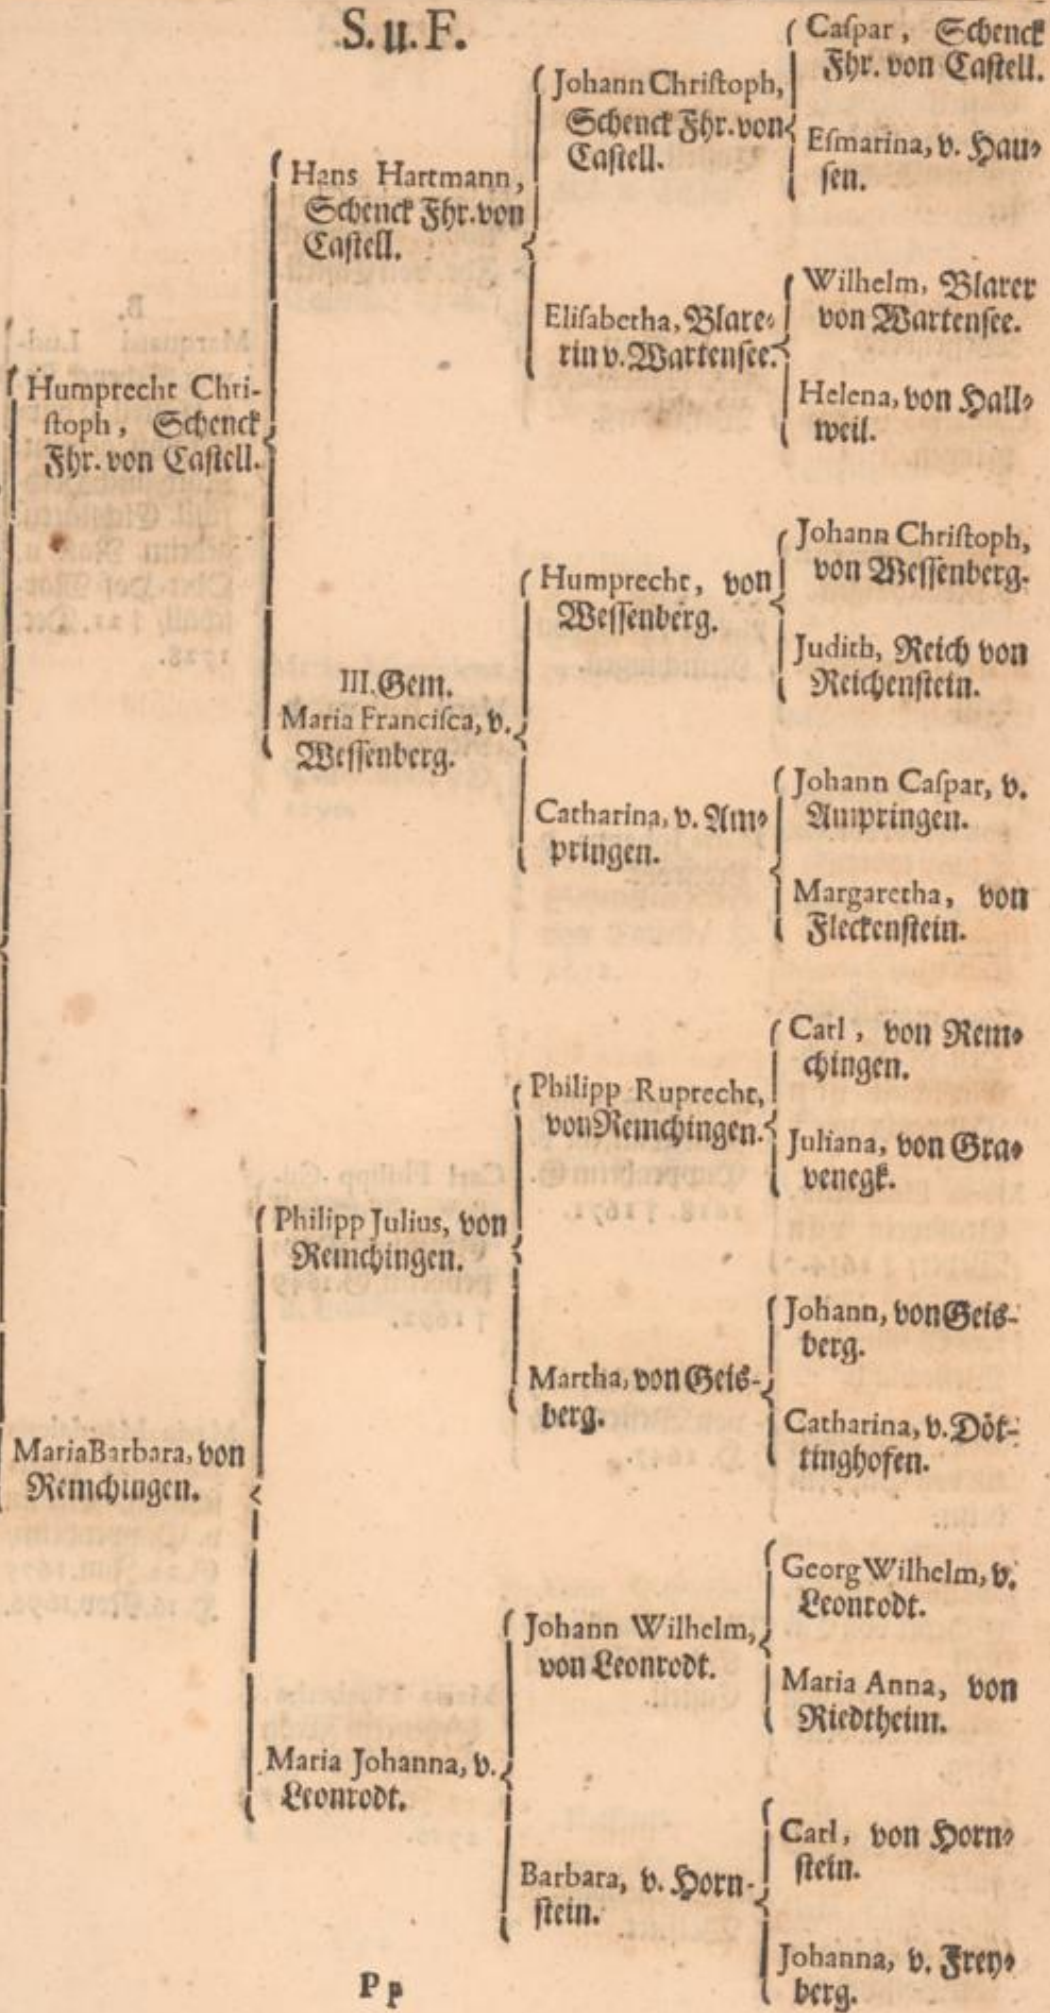 S. u. F.
Humprecht Chri-
stoph, Schenck
Fhr. von Castell.
Maria Barbara, von
Remchingen.
Hans Hartmann,
Schenck Fhr. von
Castell.
III. Gem.
Maria Francisca, v.
Wessenberg.
Philipp Julius, von
Remchingen.
Maria Johanna, v.
Leonrodt.
Johann Christoph,
Schenck Fhr. von
Castell.
Elisabetha, Blare-
rin v. Wartensee.
Humprecht, von
Wessenberg.
Catharina, v. Am-
pringen.
Philipp Ruprecht,
von Remchingen.
Martha, von Geis-
berg.
Johann Wilhelm,
von Leonrodt.
Barbara, v. Horn-
stein.
Caspar, Schenck
Fhr. von Castell.
Esmarina, v. Hau-
sen.
Wilhelm, Blarer
von Wartensee.
Helena, von Hall-
weil.
Johann Christoph,
von Wessenberg.
Judith, Reich von
Reichenstein.
Johann Caspar, v.
Ampringen.
Margaretha, von
Fleckenstein.
Carl, von Rem-
chingen.
Juliana, von Gra-
venegk.
Johann, von Geis-
berg.
Catharina, v. Döt-
tinghofen.
Georg Wilhelm, v.
Leonrodt.
Maria Anna, von
Riedtheim.
Carl, von Horn-
stein.
Johanna, v. Frey-
berg.
P p